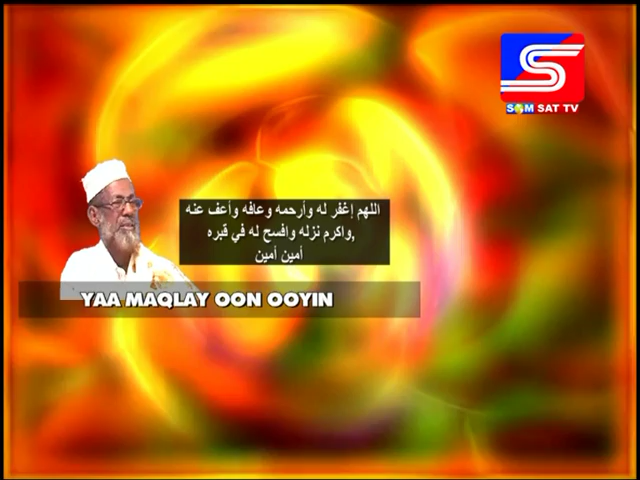 SOM SAT TV
اللهم إغفر له وأرحمه وعافه وأعف عنه
,واكرم نزله وافسح له في قبره
أمين أمين
YAA MAQLAY OON OOYIN